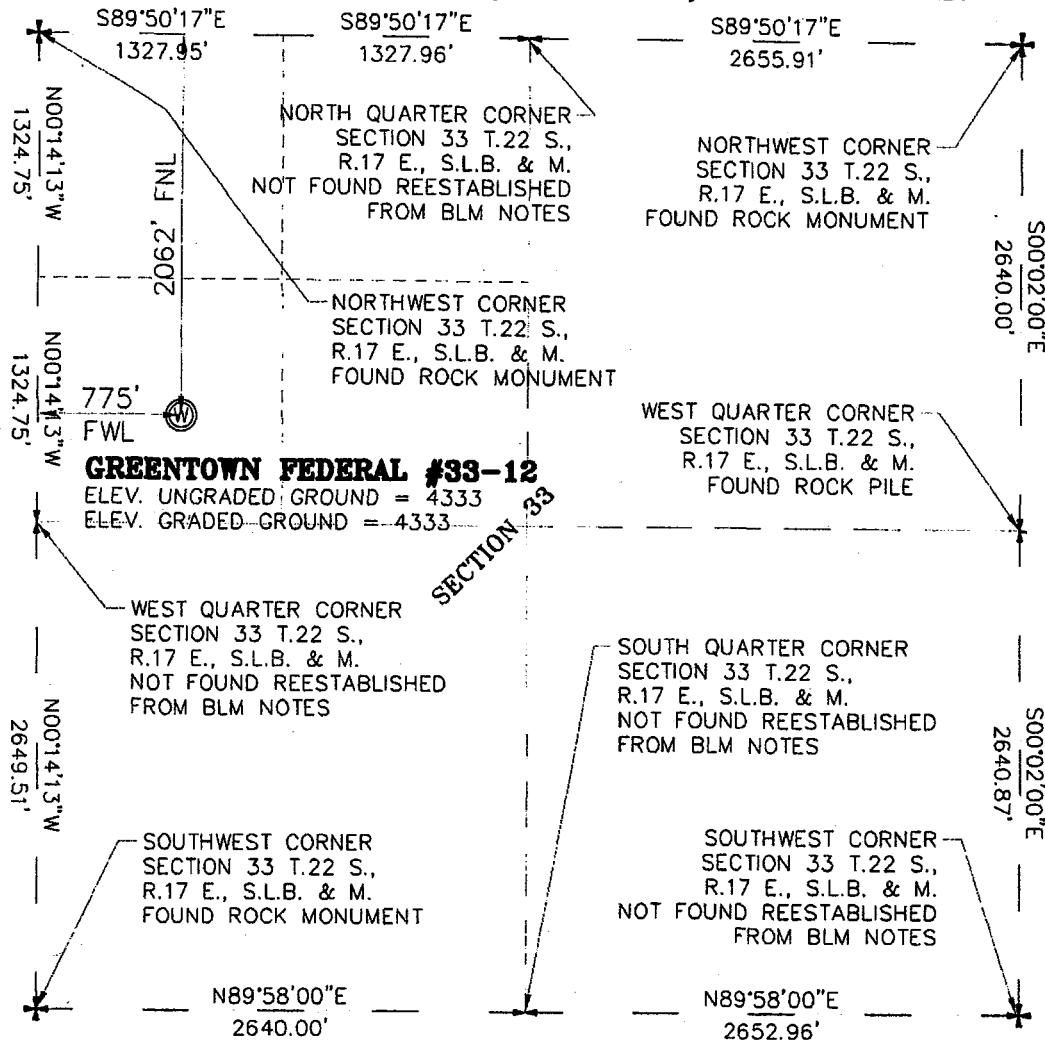 S89°50'17"E
1327.95'
S89°50'17"E
1327.96'
S89°50'17"E
2655.91'
N00°14'13"W
1324.75'
2062' FNL
NORTH QUARTER CORNER
SECTION 33 T.22 S.,
R.17 E., S.L.B. & M.
NOT FOUND REESTABLISHED
FROM BLM NOTES
NORTHWEST CORNER
SECTION 33 T.22 S.,
R.17 E., S.L.B. & M.
FOUND ROCK MONUMENT
S00°02'00"E
2640.00'
NORTHWEST CORNER
SECTION 33 T.22 S.,
R.17 E., S.L.B. & M.
FOUND ROCK MONUMENT
N00°14'13"W
1324.75'
775'
FWL
W
WEST QUARTER CORNER
SECTION 33 T.22 S.,
R.17 E., S.L.B. & M.
FOUND ROCK PILE
GREENTOWN FEDERAL #33-12
ELEV. UNGRADED GROUND = 4333
ELEV. GRADED GROUND = 4333
SECTION 33
WEST QUARTER CORNER
SECTION 33 T.22 S.,
R.17 E., S.L.B. & M.
NOT FOUND REESTABLISHED
FROM BLM NOTES
SOUTH QUARTER CORNER
SECTION 33 T.22 S.,
R.17 E., S.L.B. & M.
NOT FOUND REESTABLISHED
FROM BLM NOTES
N00°14'13"W
2649.51'
S00°02'00"E
2640.87'
SOUTHWEST CORNER
SECTION 33 T.22 S.,
R.17 E., S.L.B. & M.
FOUND ROCK MONUMENT
SOUTHWEST CORNER
SECTION 33 T.22 S.,
R.17 E., S.L.B. & M.
NOT FOUND REESTABLISHED
FROM BLM NOTES
N89°58'00"E
2640.00'
N89°58'00"E
2652.96'